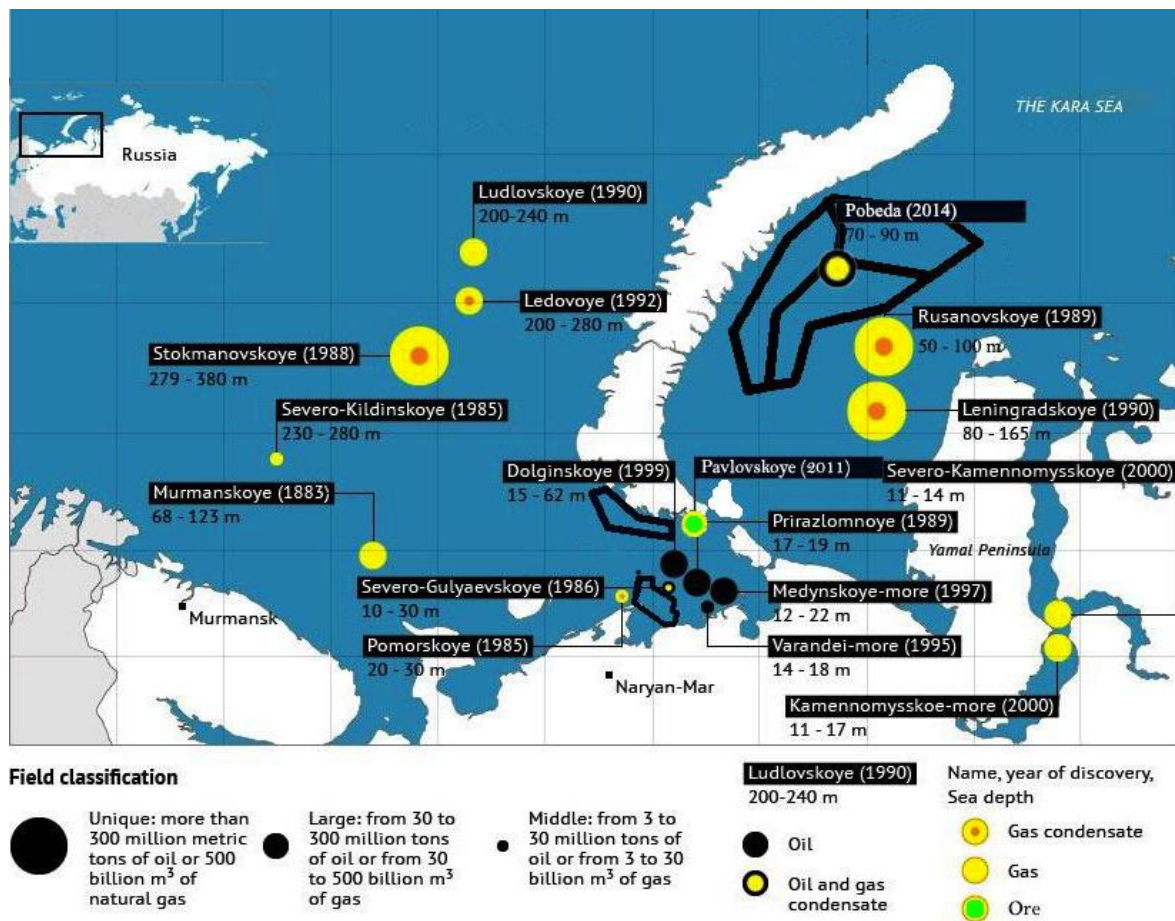 THE KARA SEA
Russia
Ludlovskoye (1990)
200-240 m
Pobeda (2014)
70 - 90 m
Ledovoye (1992)
200 - 280 m
Rusanovskoye (1989)
50 - 100 m
Stokmanovskoye (1988)
279 - 380 m
Severo-Kildinskoye (1985)
230 - 280 m
Leningradskoye (1990)
80 - 165 m
Dolginskoye (1999)
15 - 62 m
Pavlovskoye (2011)
Severo-Kamennomysskoye (2000)
11 - 14 m
Murmanskoye (1883)
68 - 123 m
Prirazlomnoye (1989)
17 - 19 m
Yamal Peninsula
Severo-Gulyaevskoye (1986)
10 - 30 m
Medynskoye-more (1997)
12 - 22 m
Murmansk
Pomorskoye (1985)
20 - 30 m
Varandei-more (1995)
14 - 18 m
Naryan-Mar
Kamennomysskoe-more (2000)
11 - 17 m
Field classification
Unique: more than
300 million metric
tons of oil or 500
billion m³ of
natural gas
Large: from 30 to
300 million tons
of oil or from 30
to 500 billion m³
of gas
Middle: from 3 to
30 million tons of
oil or from 3 to 30
billion m³ of gas
Ludlovskoye (1990)
200-240 m
Name, year of discovery,
Sea depth
Oil
Oil and gas
condensate
Gas condensate
Gas
Ore